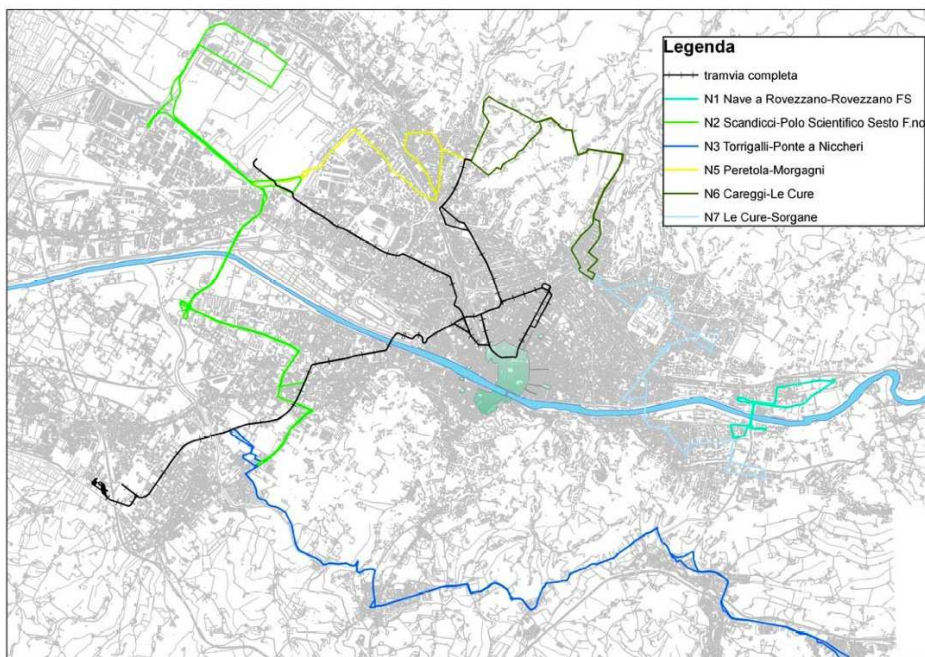 Legenda
tramvia completa
N1 Nave a Rovezzano-Rovezzano FS
N2 Scandicci-Polo Scientifico Sesto F.no
N3 Torrigalli-Ponte a Niccheri
N5 Peretola-Morgagni
N6 Careggi-Le Cure
N7 Le Cure-Sorgane